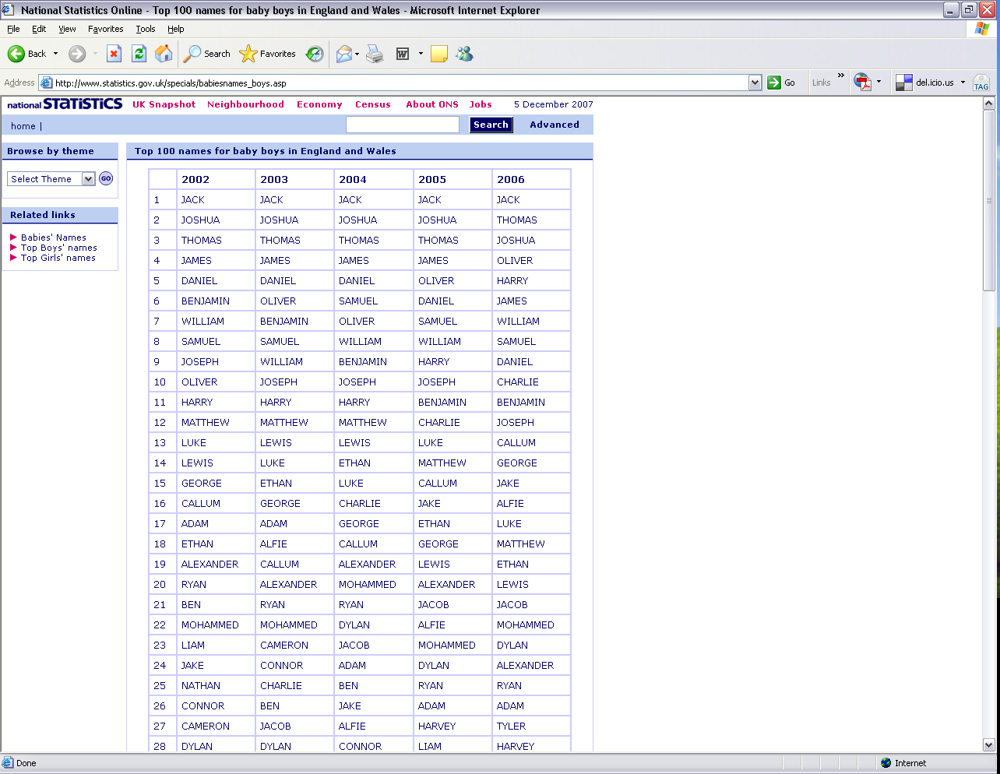 National Statistics Online - Top 100 names for baby boys in England and Wales - Microsoft Internet Explorer
File Edit View Favorites Tools Help
Back Search Favorites
Address http://www.statistics.gov.uk/specials/babiesnames_boys.asp Go Links » del.icio.us TAG
national STATISTICS UK Snapshot Neighbourhood Economy Census About ONS Jobs 5 December 2007
home | Search Advanced
Browse by theme
Select Theme GO
Related links
Babies' Names
Top Boys' names
Top Girls' names
Top 100 names for baby boys in England and Wales
2002 2003 2004 2005 2006
1 JACK JACK JACK JACK JACK
2 JOSHUA JOSHUA JOSHUA JOSHUA THOMAS
3 THOMAS THOMAS THOMAS THOMAS JOSHUA
4 JAMES JAMES JAMES JAMES OLIVER
5 DANIEL DANIEL DANIEL OLIVER HARRY
6 BENJAMIN OLIVER SAMUEL DANIEL JAMES
7 WILLIAM BENJAMIN OLIVER SAMUEL WILLIAM
8 SAMUEL SAMUEL WILLIAM WILLIAM SAMUEL
9 JOSEPH WILLIAM BENJAMIN HARRY DANIEL
10 OLIVER JOSEPH JOSEPH JOSEPH CHARLIE
11 HARRY HARRY HARRY BENJAMIN BENJAMIN
12 MATTHEW MATTHEW MATTHEW CHARLIE JOSEPH
13 LUKE LEWIS LEWIS LUKE CALLUM
14 LEWIS LUKE ETHAN MATTHEW GEORGE
15 GEORGE ETHAN LUKE CALLUM JAKE
16 CALLUM GEORGE CHARLIE JAKE ALFIE
17 ADAM ADAM GEORGE ETHAN LUKE
18 ETHAN ALFIE CALLUM GEORGE MATTHEW
19 ALEXANDER CALLUM ALEXANDER LEWIS ETHAN
20 RYAN ALEXANDER MOHAMMED ALEXANDER LEWIS
21 BEN RYAN RYAN JACOB JACOB
22 MOHAMMED MOHAMMED DYLAN ALFIE MOHAMMED
23 LIAM CAMERON JACOB MOHAMMED DYLAN
24 JAKE CONNOR ADAM DYLAN ALEXANDER
25 NATHAN CHARLIE BEN RYAN RYAN
26 CONNOR BEN JAKE ADAM ADAM
27 CAMERON JACOB ALFIE HARVEY TYLER
28 DYLAN DYLAN CONNOR LIAM HARVEY
Done Internet